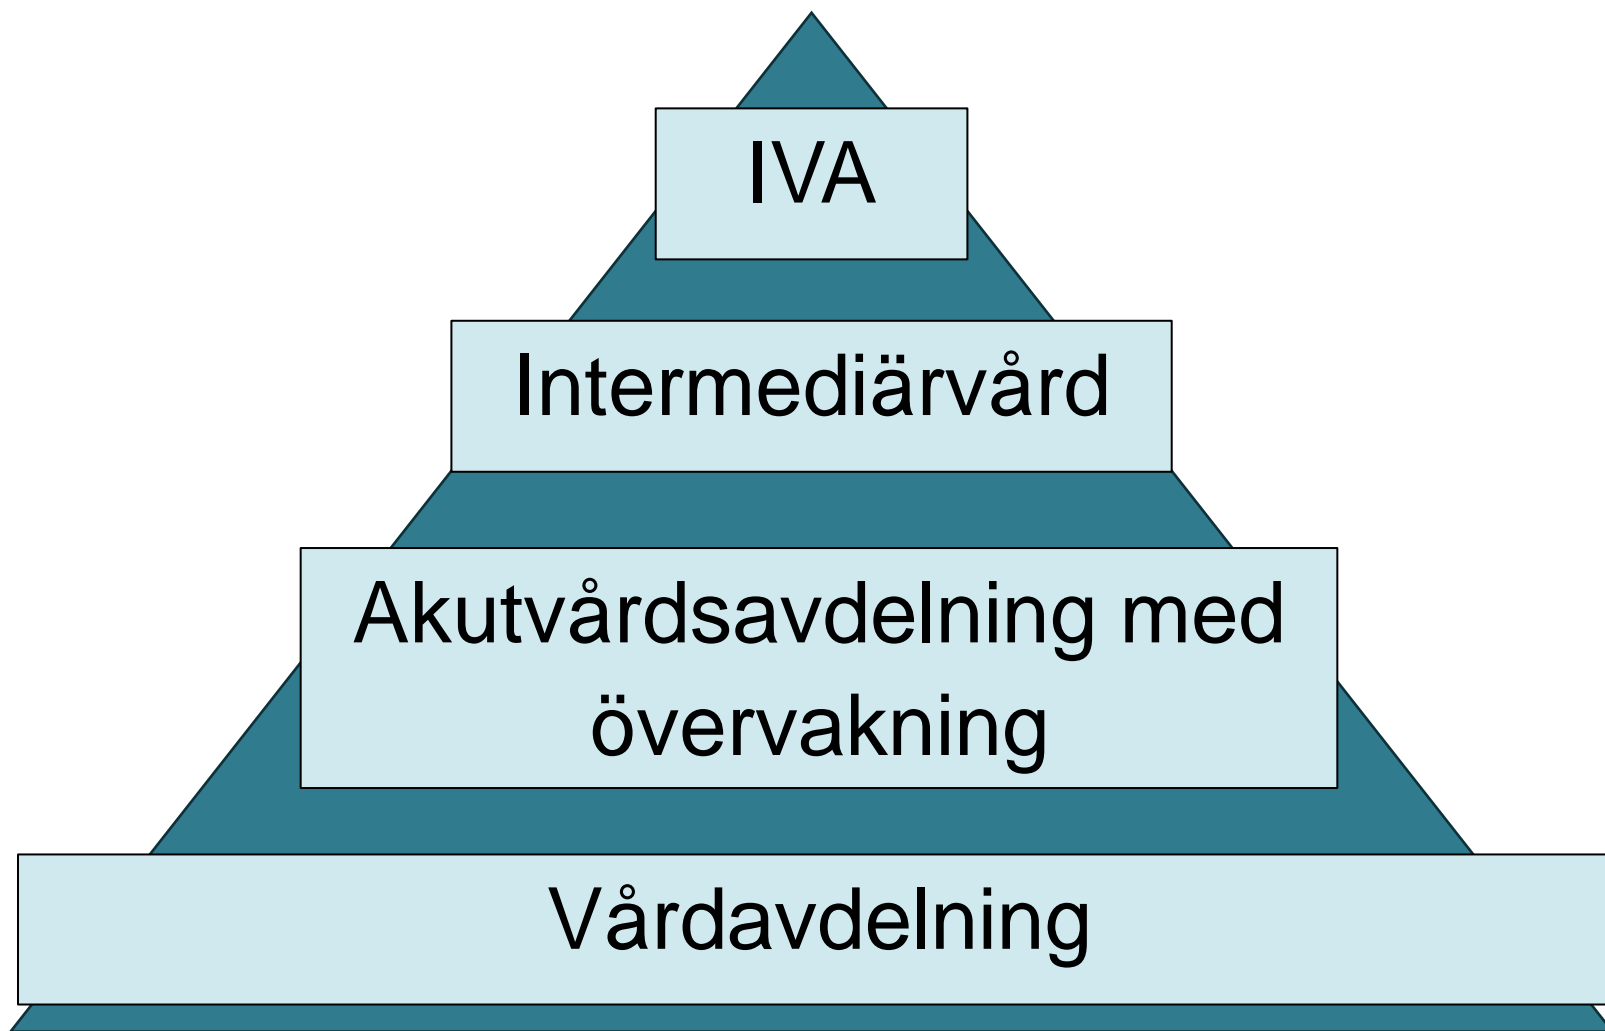 IVA
Intermediärvård
Akutvårdsavdelning med
övervakning
Vårdavdelning